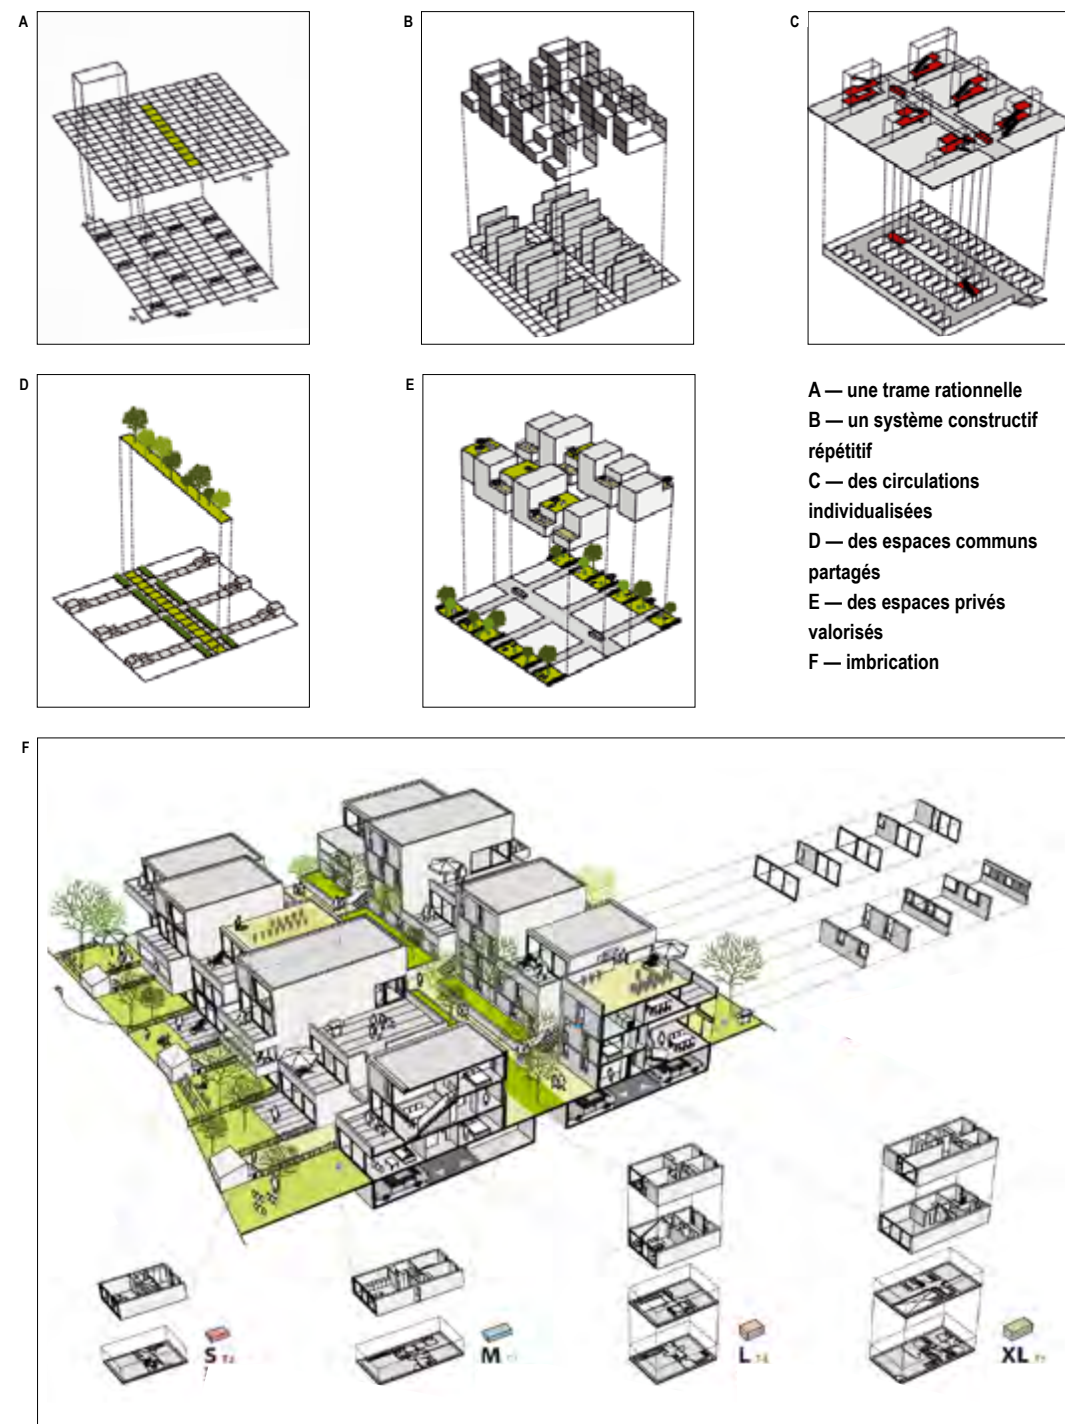 A
B
C
D
E
A — une trame rationnelle
B — un système constructif
répétitif
C — des circulations
individualisées
D — des espaces communs
partagés
E — des espaces privés
valorisés
F — imbrication
F
S
M
L
XL